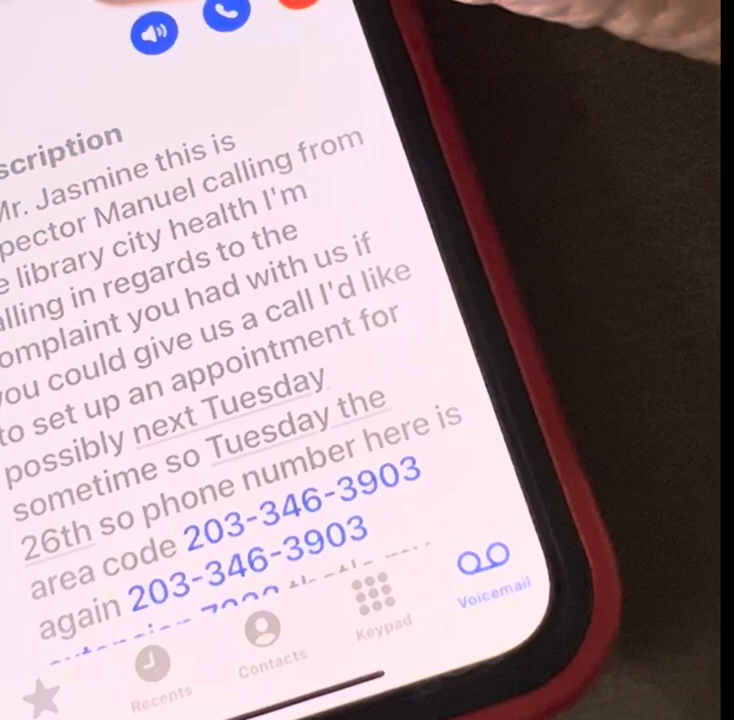 scription
Mr. Jasmine this is
pector Manuel calling from
e library city health I'm
alling in regards to the
omplaint you had with us if
you could give us a call I'd like
to set up an appointment for
possibly next Tuesday
sometime so Tuesday the
26th so phone number here is
area code 203-346-3903
again 203-346-3903
Recents
Contacts
Keypad
Voicemail